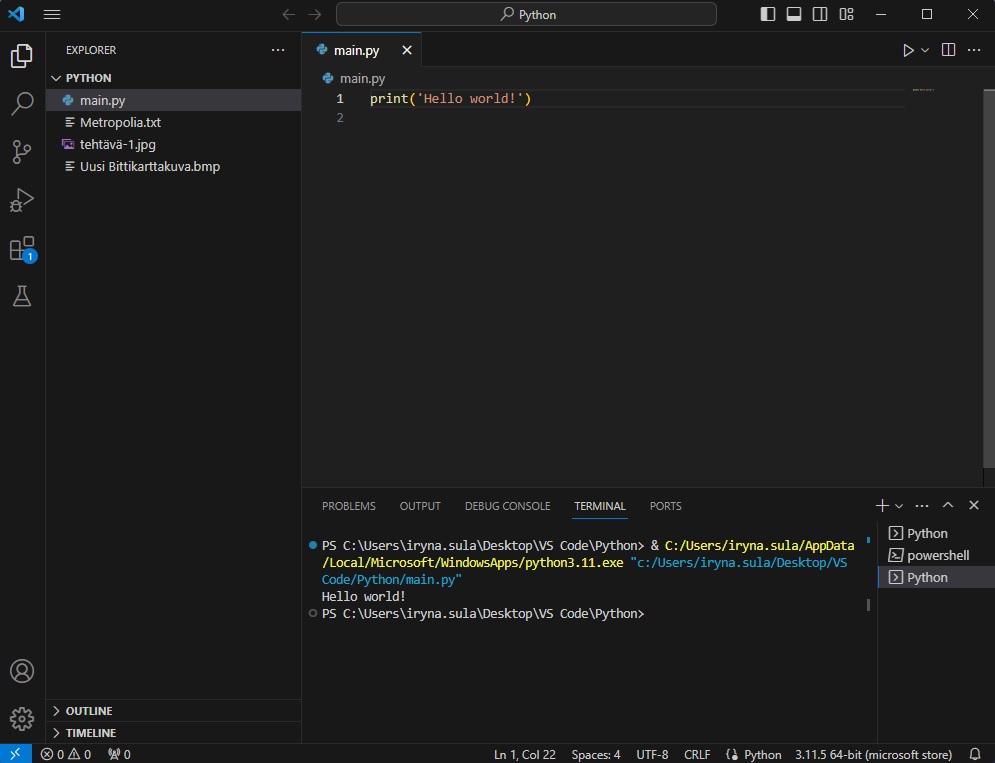 Python
EXPLORER
PYTHON
main.py
Metropolia.txt
tehtävä-1.jpg
Uusi Bittikarttakuva.bmp
1
OUTLINE
TIMELINE
main.py
main.py
1 print('Hello world!')
2
PROBLEMS OUTPUT DEBUG CONSOLE TERMINAL PORTS
PS C:\Users\iryna.sula\Desktop\VS Code\Python> & C:/Users/iryna.sula/AppData
/Local/Microsoft/WindowsApps/python3.11.exe "c:/Users/iryna.sula/Desktop/VS
Code/Python/main.py"
Hello world!
PS C:\Users\iryna.sula\Desktop\VS Code\Python>
Python
powershell
Python
0 0 0 Ln 1, Col 22 Spaces: 4 UTF-8 CRLF Python 3.11.5 64-bit (microsoft store)